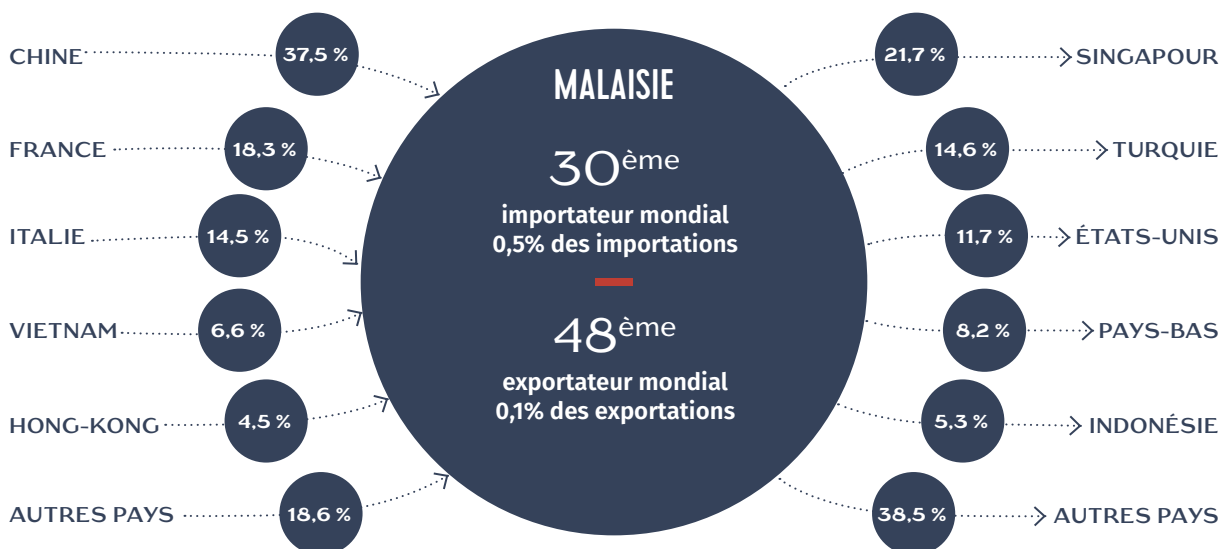 CHINE
37,5 %
FRANCE
18,3 %
ITALIE
14,5 %
VIETNAM
6,6 %
HONG-KONG
4,5 %
AUTRES PAYS
18,6 %
MALAISIE
30ème
importateur mondial
0,5% des importations
48ème
exportateur mondial
0,1% des exportations
21,7 %
SINGAPOUR
14,6 %
TURQUIE
11,7 %
ÉTATS-UNIS
8,2 %
PAYS-BAS
5,3 %
INDONÉSIE
38,5 %
AUTRES PAYS